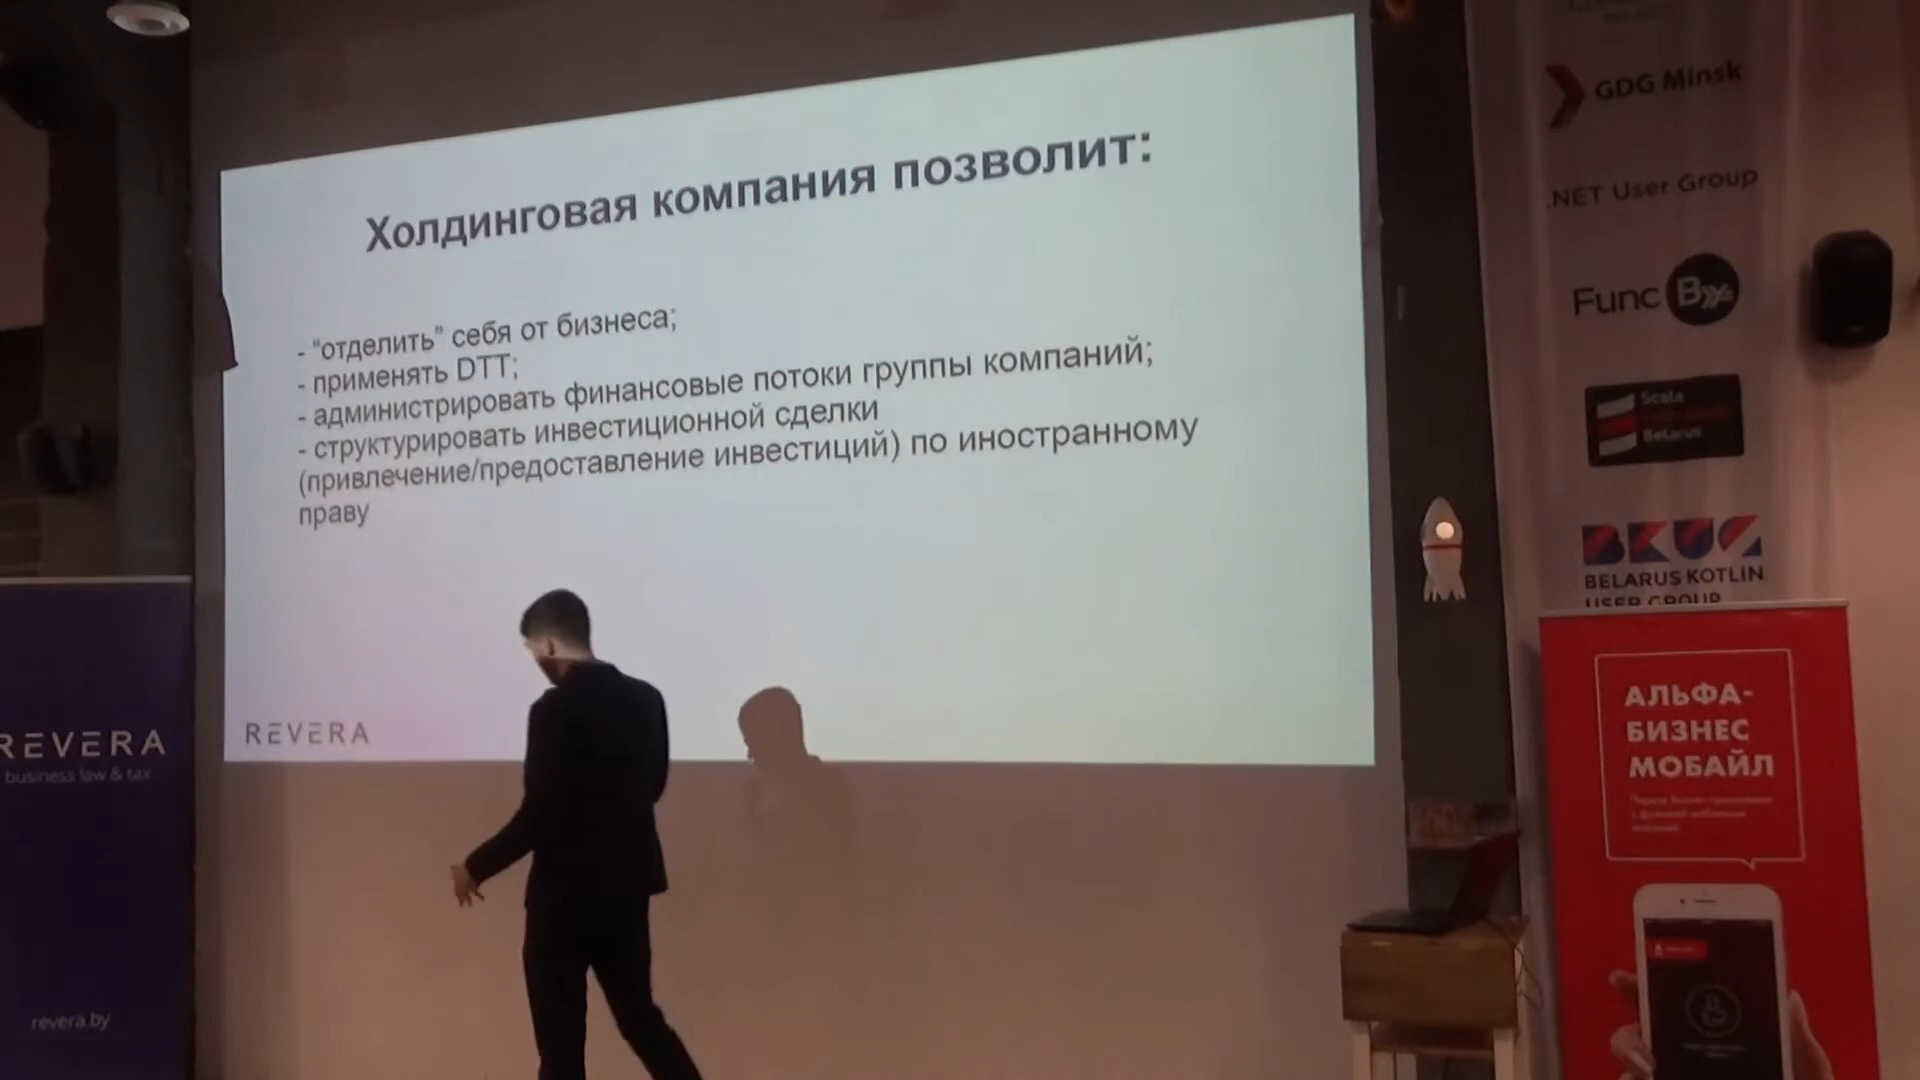 Холдинговая компания позволит:
- “отделить” себя от бизнеса;
- применять DTT;
- администрировать финансовые потоки группы компаний;
- структурировать инвестиционной сделки
(привлечение/предоставление инвестиций) по иностранному
праву
REVERA
REVERA
business law & tax
revera.by
GDG Minsk
.NET User Group
Func By
Scala
Belarus
BKUG
BELARUS KOTLIN
USER GROUP
АЛЬФА-
БИЗНЕС
МОБАЙЛ